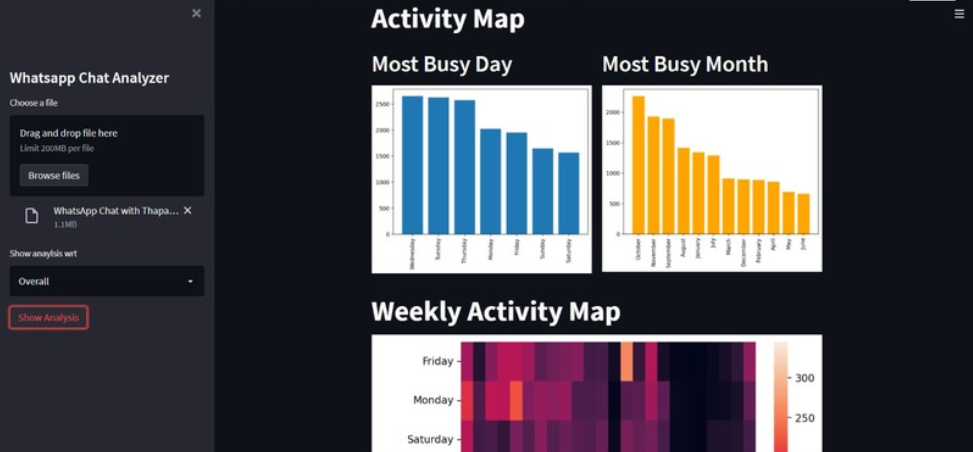 Whatsapp Chat Analyzer
Choose a file
Drag and drop file here
Limit 200MB per file
Browse files
WhatsApp Chat with Thapa...
1.1MB
Show anaylsis wrt
Overall
Show Analysis
Activity Map
Most Busy Day
2500
2000
1500
1000
500
0
Wednesday
Tuesday
Thursday
Monday
Friday
Sunday
Saturday
Most Busy Month
2000
1500
1000
500
0
October
November
September
August
January
July
March
December
February
April
May
June
Weekly Activity Map
Friday
Monday
Saturday
300
250